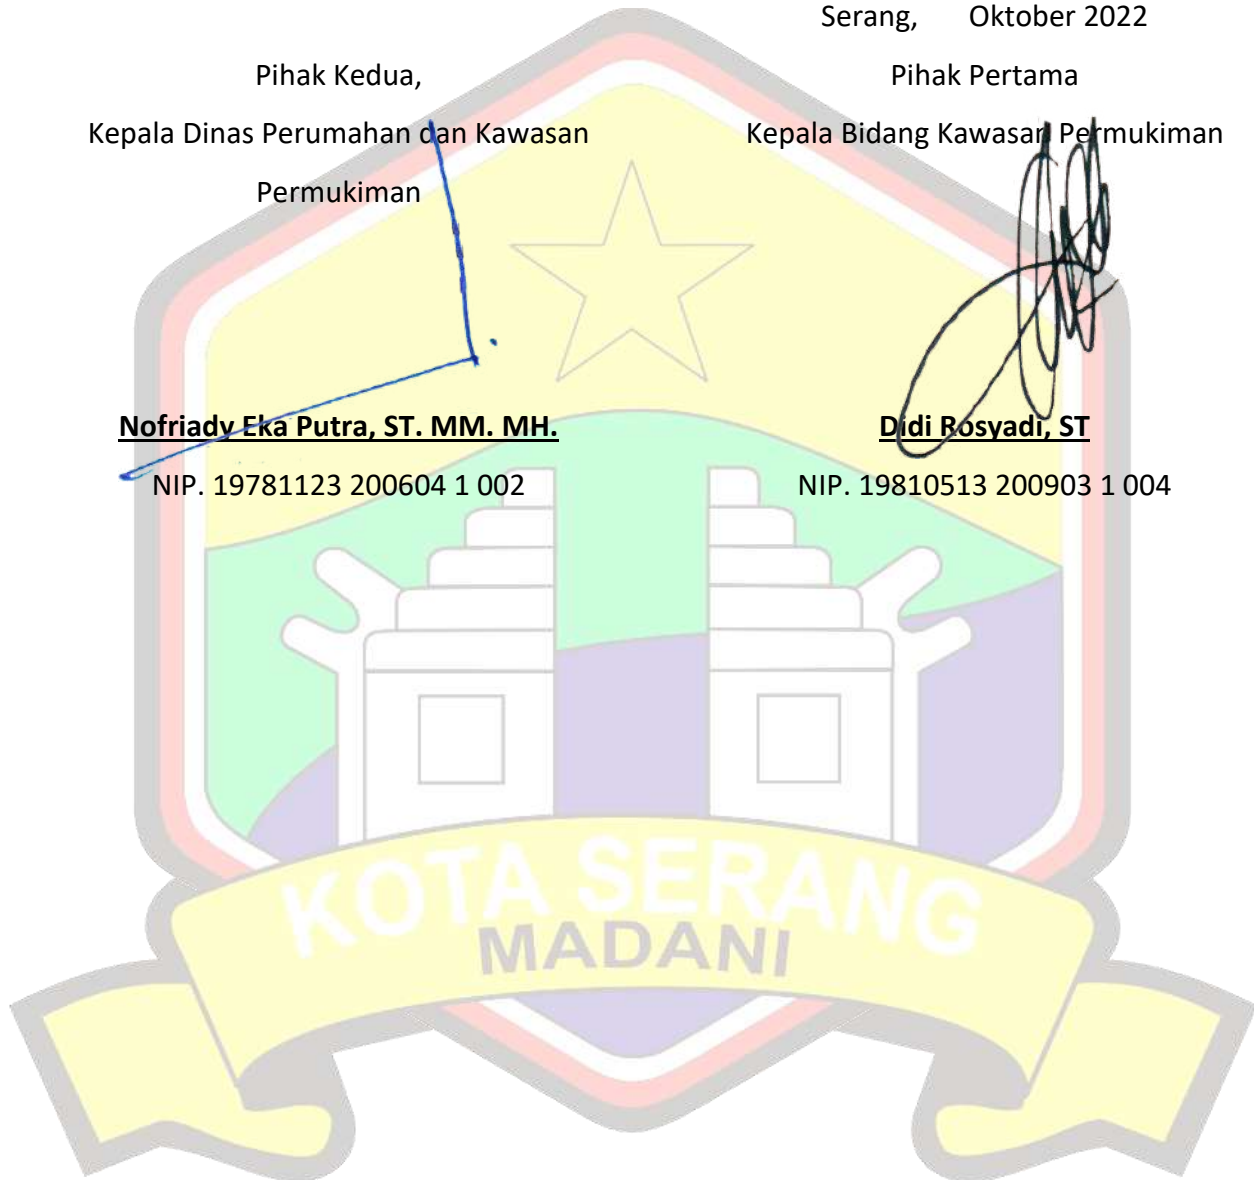 Serang, Oktober 2022
Pihak Kedua,
Kepala Dinas Perumahan dan Kawasan
Permukiman
Nofriady Eka Putra, ST. MM. MH.
NIP. 19781123 200604 1 002
Pihak Pertama
Kepala Bidang Kawasan Permukiman
Didi Rosyadi, ST
NIP. 19810513 200903 1 004
KOTA SERANG
MADANI